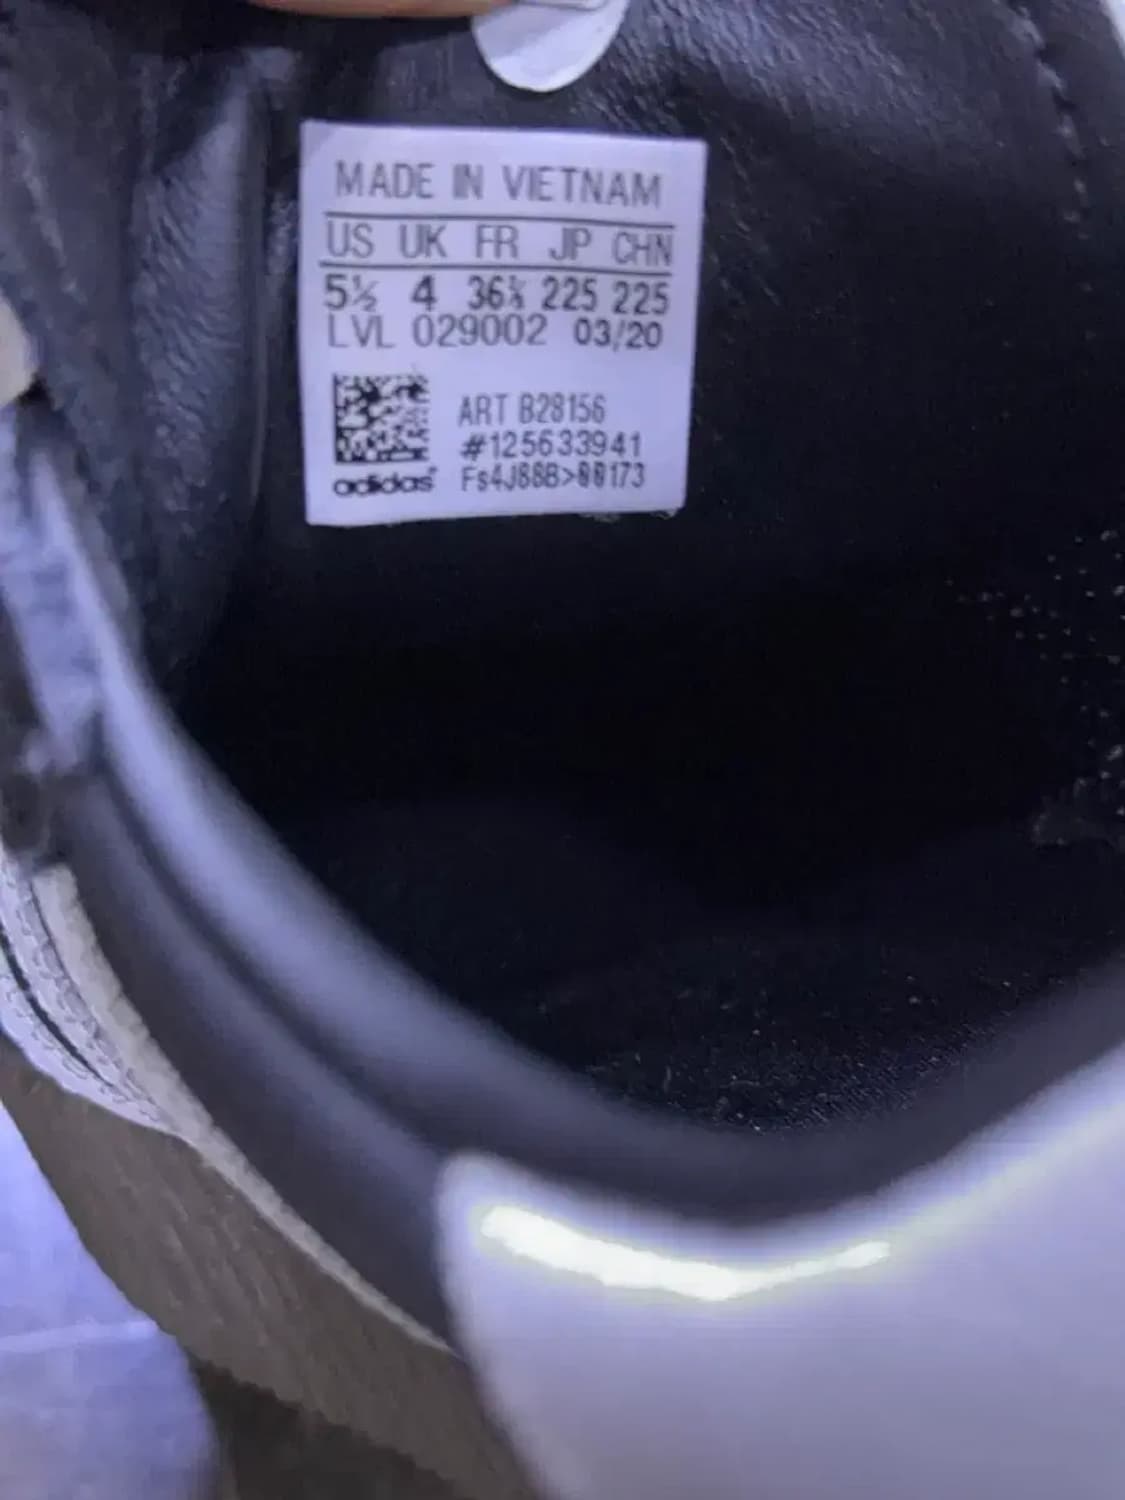 MADE IN VIETNAM
US UK FR JP CHN
5½ 4 36⅔ 225 225
LVL 029002 03/20
ART B28156
#125633941
adidas